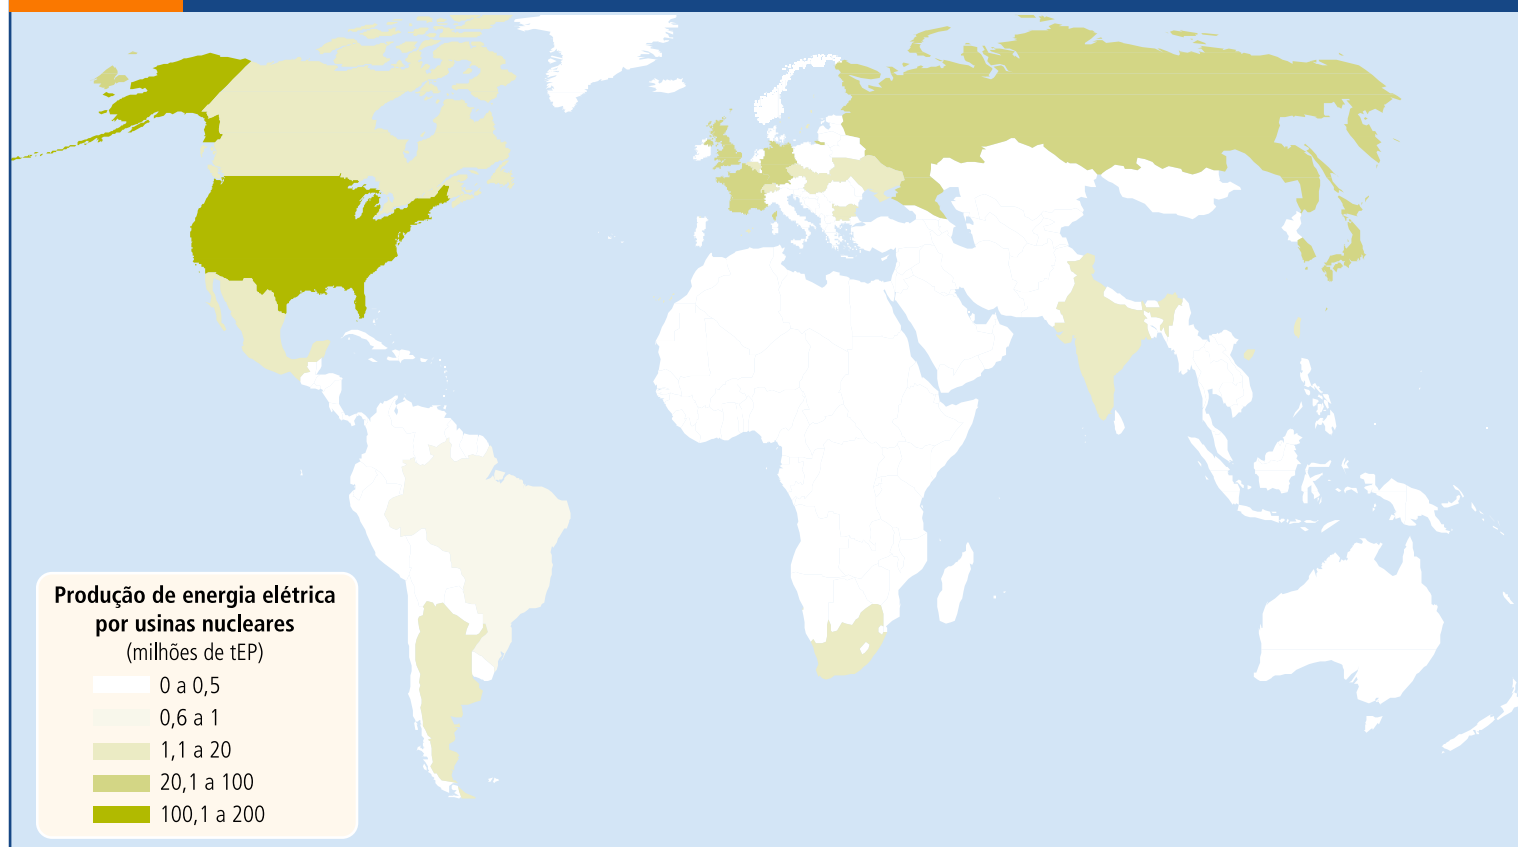 Produção de energia elétrica
por usinas nucleares
(milhões de tEP)
0 a 0,5
0,6 a 1
1,1 a 20
20,1 a 100
100,1 a 200